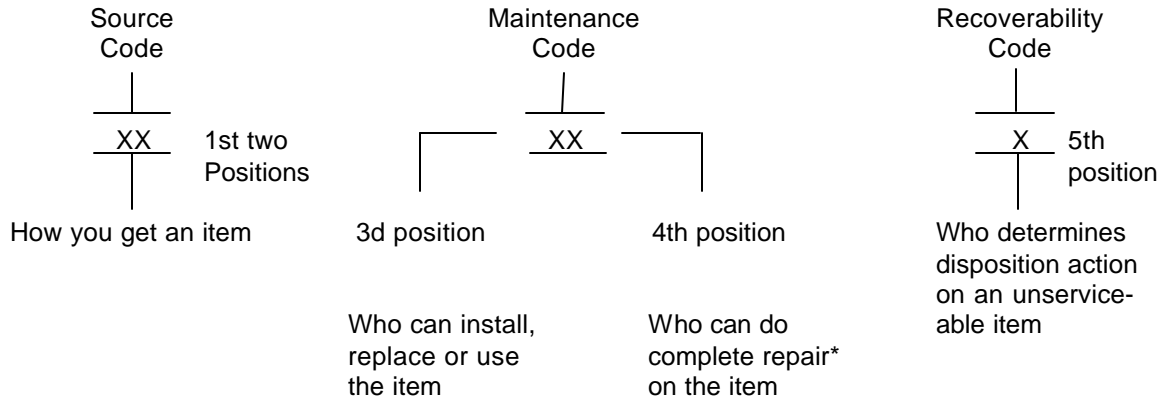 Source
Code
Maintenance
Code
Recoverability
Code
XX
1st two
Positions
XX
X
5th
position
How you get an item
3d position
4th position
Who determines
disposition action
on an unservice-
able item
Who can install,
replace or use
the item
Who can do
complete repair*
on the item